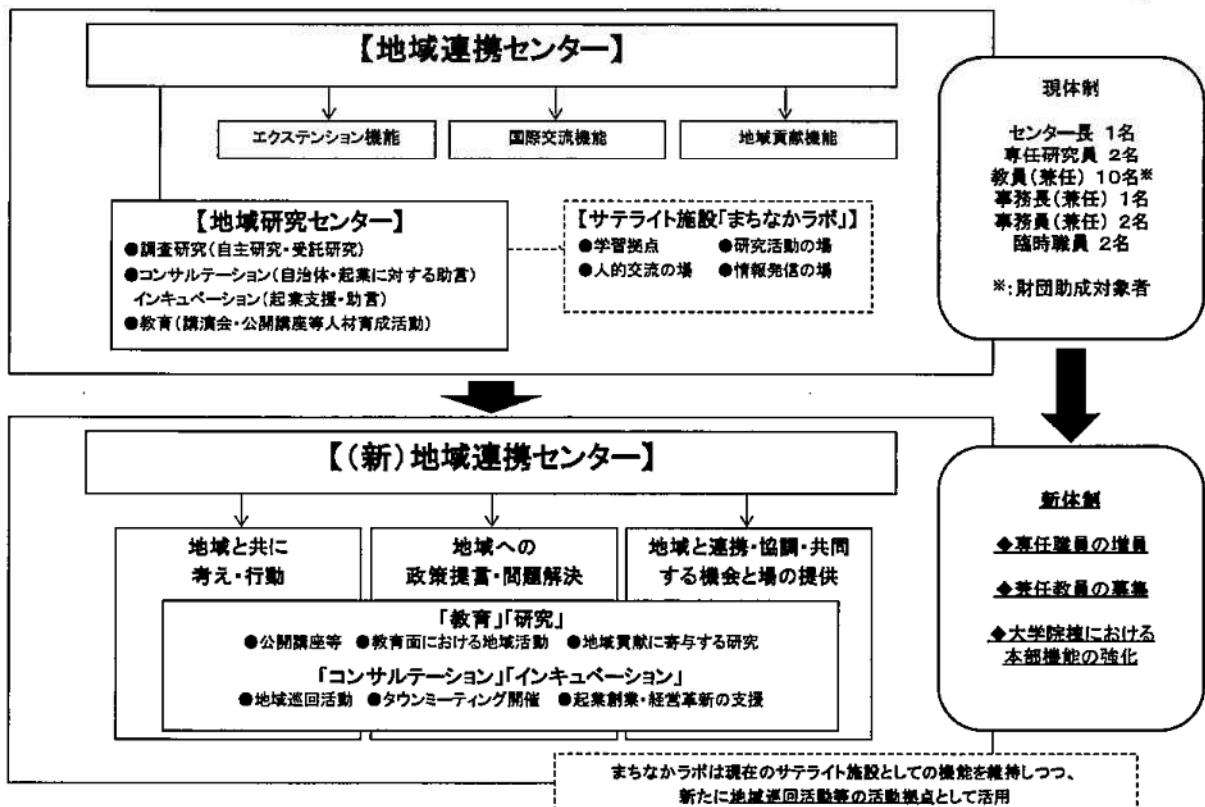 【地域連携センター】
エクステンション機能
国際交流機能
地域貢献機能
【地域研究センター】
●調査研究(自主研究・受託研究)
●コンサルテーション(自治体・起業に対する助言)
インキュベーション(起業支援・助言)
●教育(講演会・公開講座等人材育成活動)
【サテライト施設「まちなかラボ」】
●学習拠点 ●研究活動の場
●人的交流の場 ●情報発信の場
現体制
センター長 1名
専任研究員 2名
教員(兼任) 10名※
事務長(兼任) 1名
事務員(兼任) 2名
臨時職員 2名
※:財団助成対象者
【(新)地域連携センター】
地域と共に
考え・行動
地域への
政策提言・問題解決
地域と連携・協調・共同
する機会と場の提供
「教育」「研究」
●公開講座等 ●教育面における地域活動 ●地域貢献に寄与する研究
「コンサルテーション」「インキュベーション」
●地域巡回活動 ●タウンミーティング開催 ●起業創業・経営革新の支援
新体制
◆専任職員の増員
◆兼任教員の募集
◆大学院棟における
本部機能の強化
まちなかラボは現在のサテライト施設としての機能を維持しつつ、
新たに地域巡回活動等の活動拠点として活用